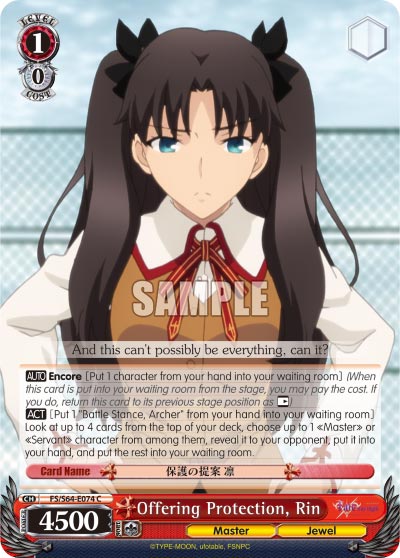 LEVEL
1
0
COST
SAMPLE
And this can't possibly be everything, can it?
AUTO Encore [Put 1 character from your hand into your waiting room] (When
this card is put into your waiting room from the stage, you may pay the cost. If
you do, return this card to its previous stage position as
ACT [Put 1 "Battle Stance, Archer" from your hand into your waiting room]
Look at up to 4 cards from the top of your deck, choose up to 1 «Master» or
«Servant» character from among them, reveal it to your opponent, put it into
your hand, and put the rest into your waiting room.
Card Name 保護の提案 凛
CH FS/S64-E074 C
Offering Protection, Rin
4500
Master Jewel
©TYPE-MOON, ufotable, FSNPC